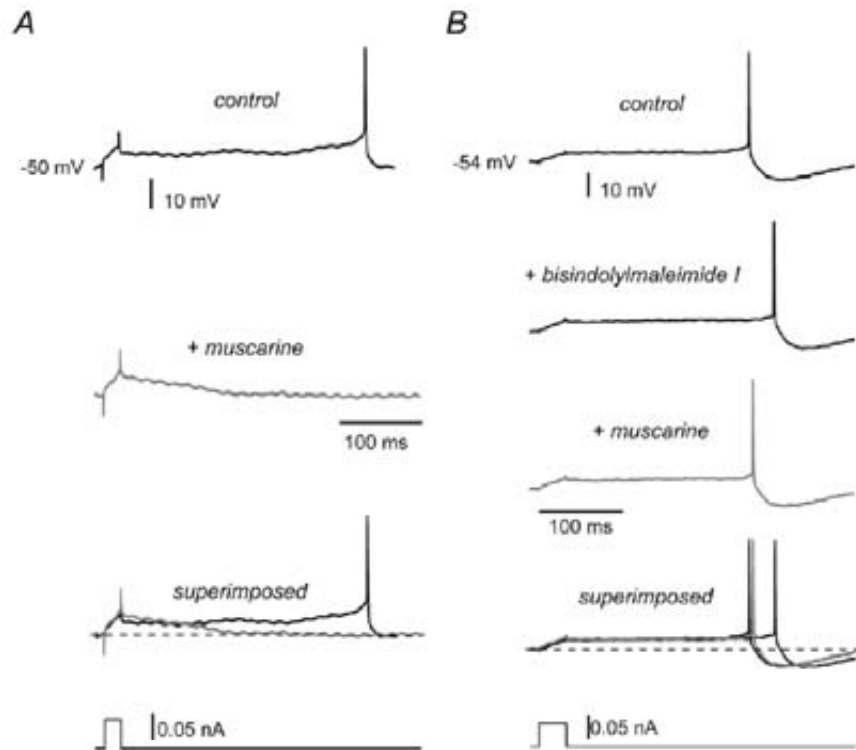 A
control
-50 mV
10 mV
+ muscarine
100 ms
superimposed
0.05 nA
B
control
-54 mV
10 mV
+ bisindolylmaleimide I
+ muscarine
100 ms
superimposed
0.05 nA